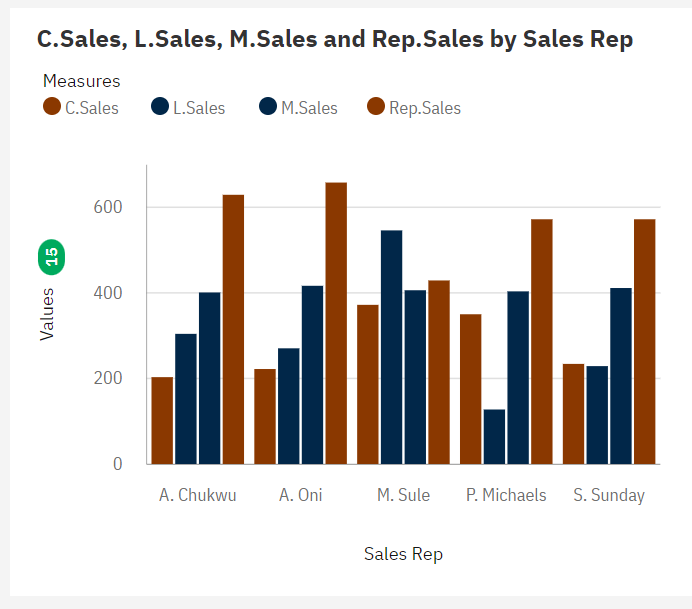 C.Sales, L.Sales, M.Sales and Rep.Sales by Sales Rep
Measures
C.Sales L.Sales M.Sales Rep.Sales
600
400
200
0
Values 15
A. Chukwu A. Oni M. Sule P. Michaels S. Sunday
Sales Rep